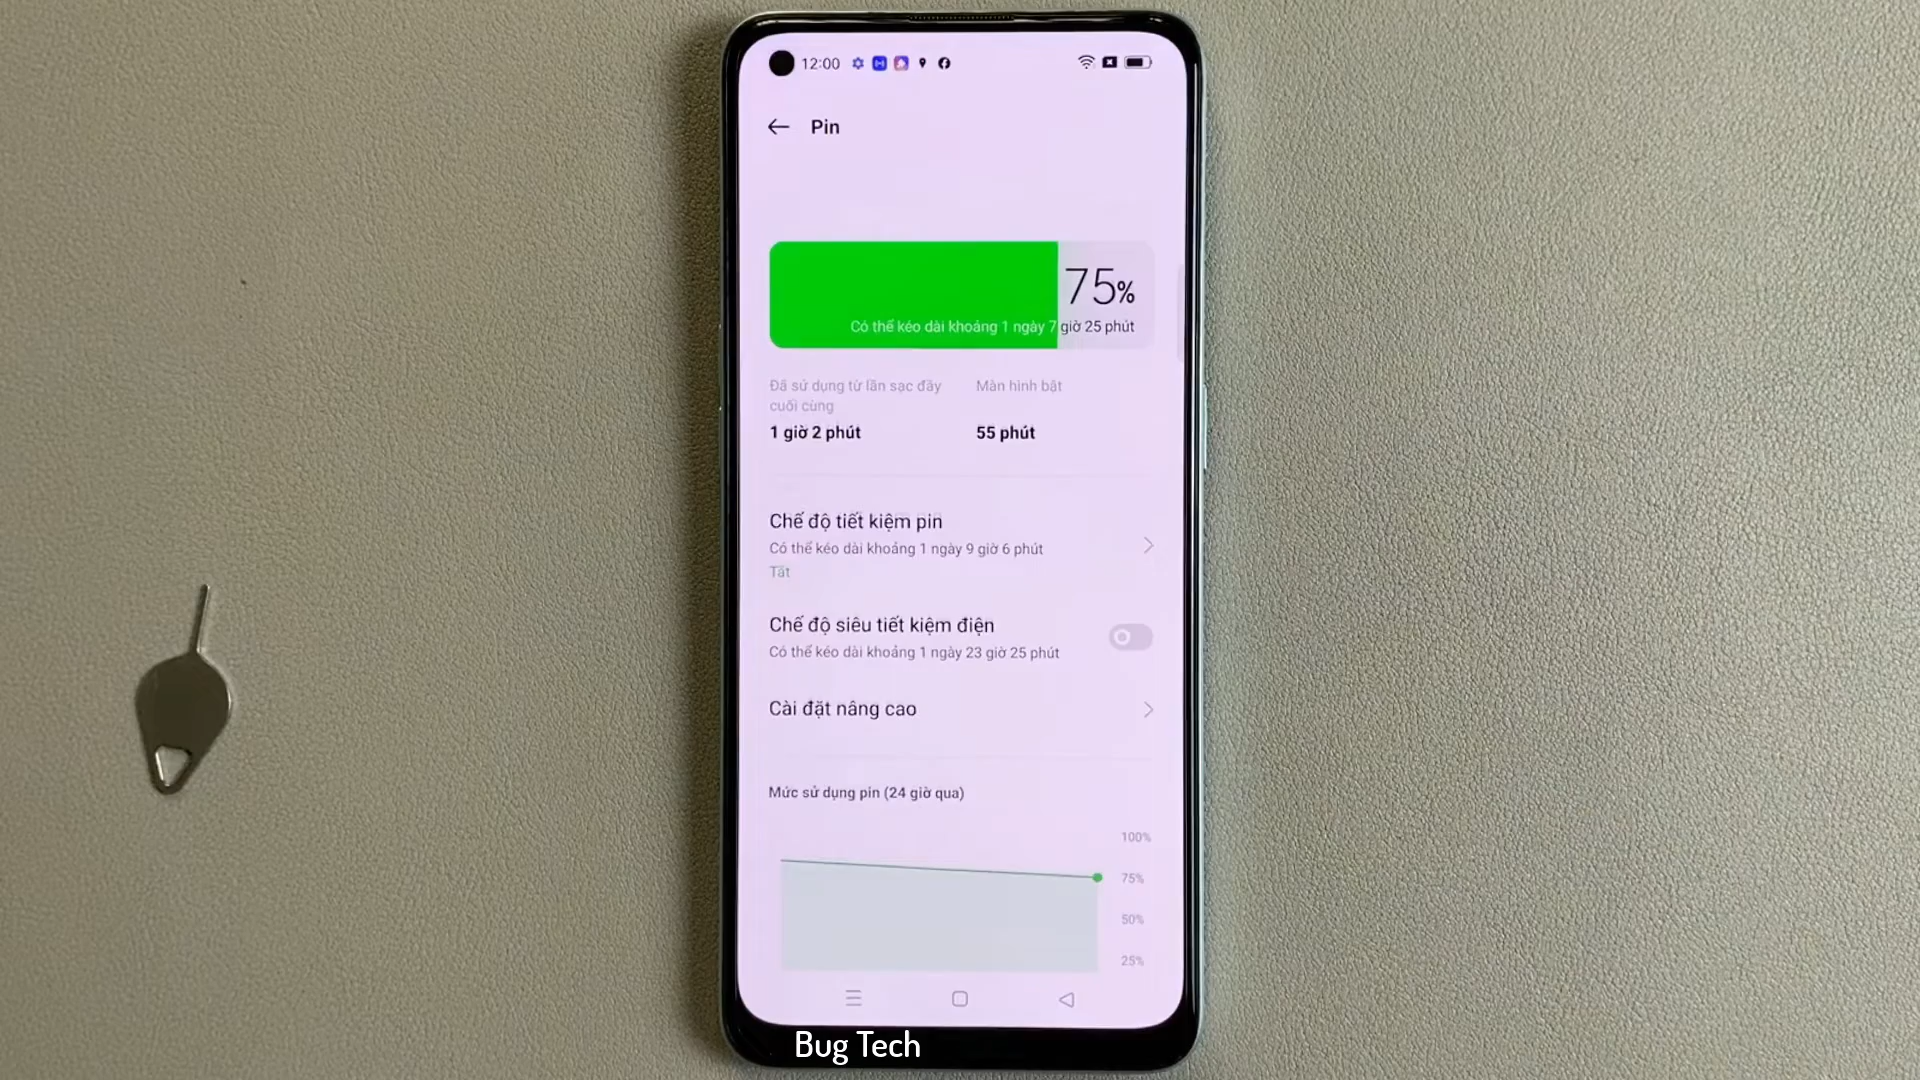 12:00
Pin
75%
Có thể kéo dài khoảng 1 ngày 7 giờ 25 phút
Đã sử dụng từ lần sạc đầy
cuối cùng
Màn hình bật
1 giờ 2 phút
55 phút
Chế độ tiết kiệm pin
Có thể kéo dài khoảng 1 ngày 9 giờ 6 phút
Tắt
Chế độ siêu tiết kiệm điện
Có thể kéo dài khoảng 1 ngày 23 giờ 25 phút
Cài đặt nâng cao
Mức sử dụng pin (24 giờ qua)
100%
75%
50%
25%
Bug Tech